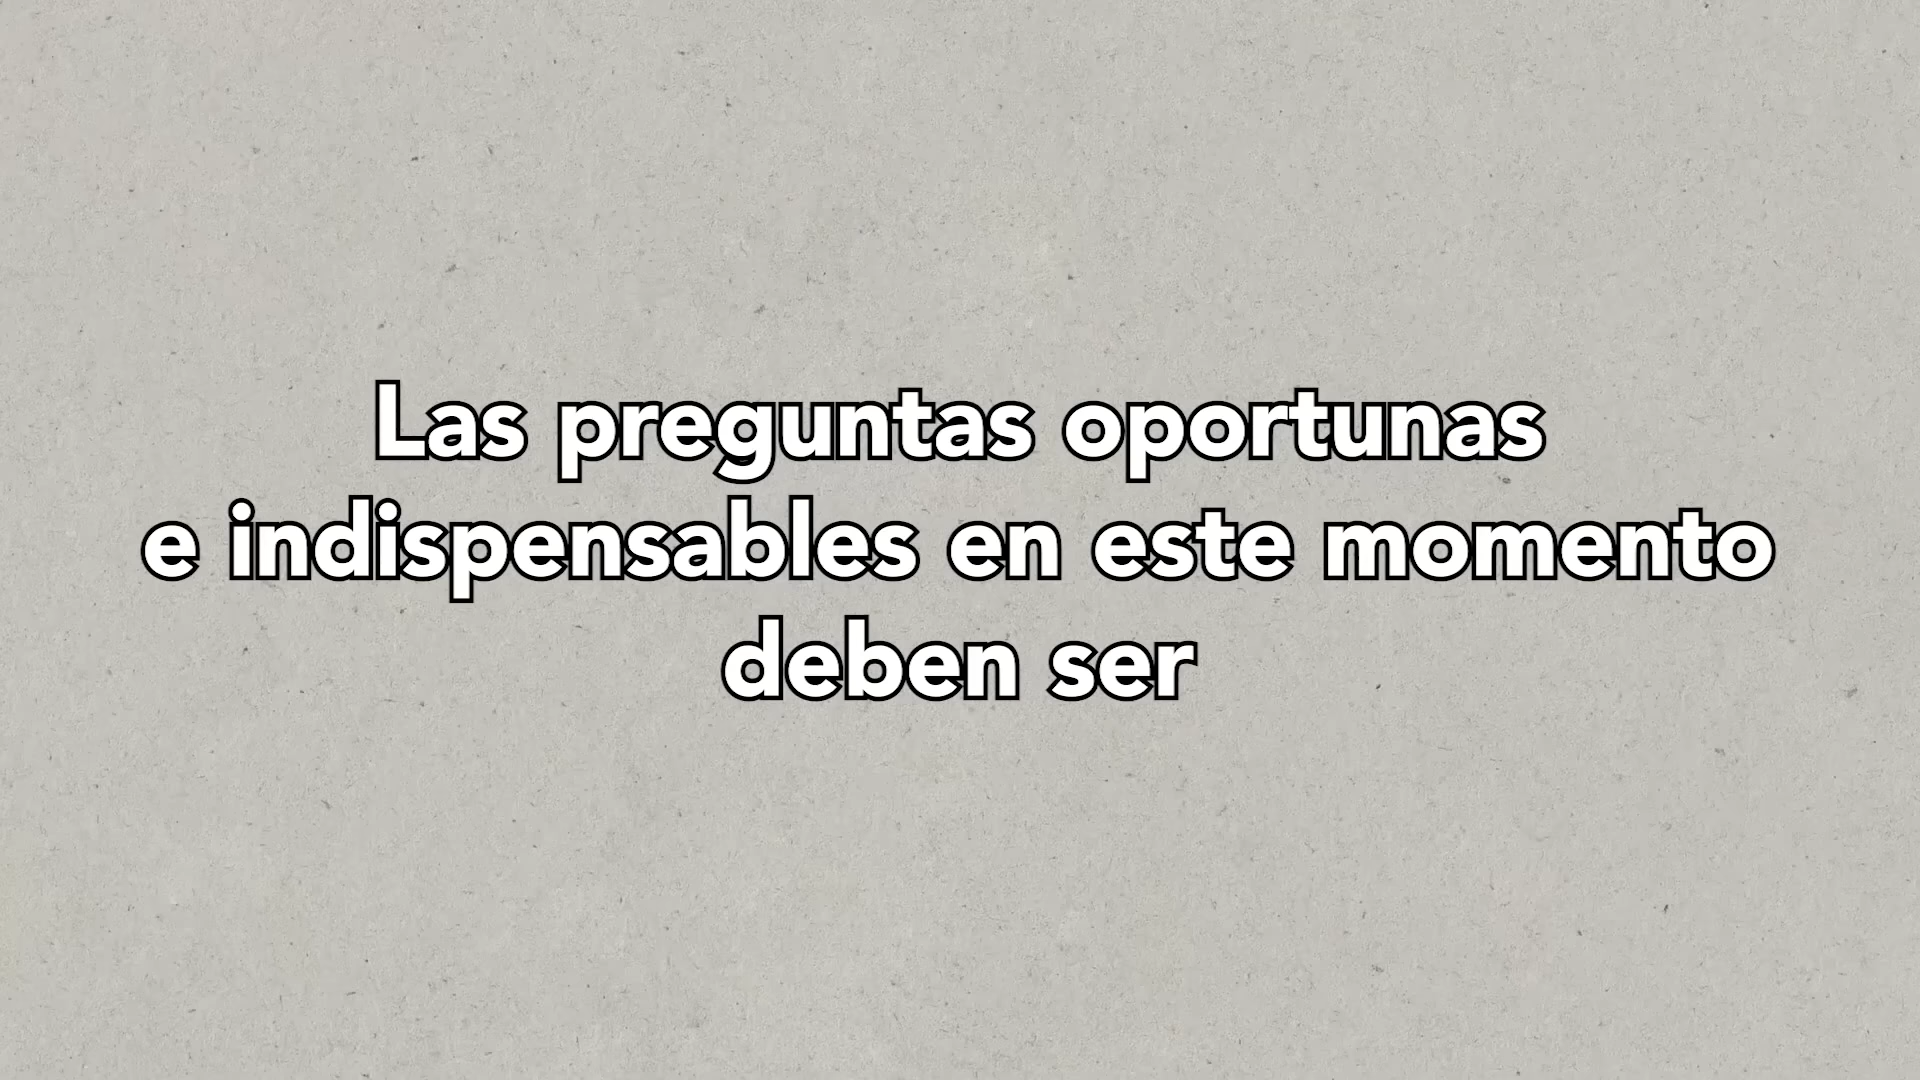 Las preguntas oportunas
e indispensables en este momento
deben ser